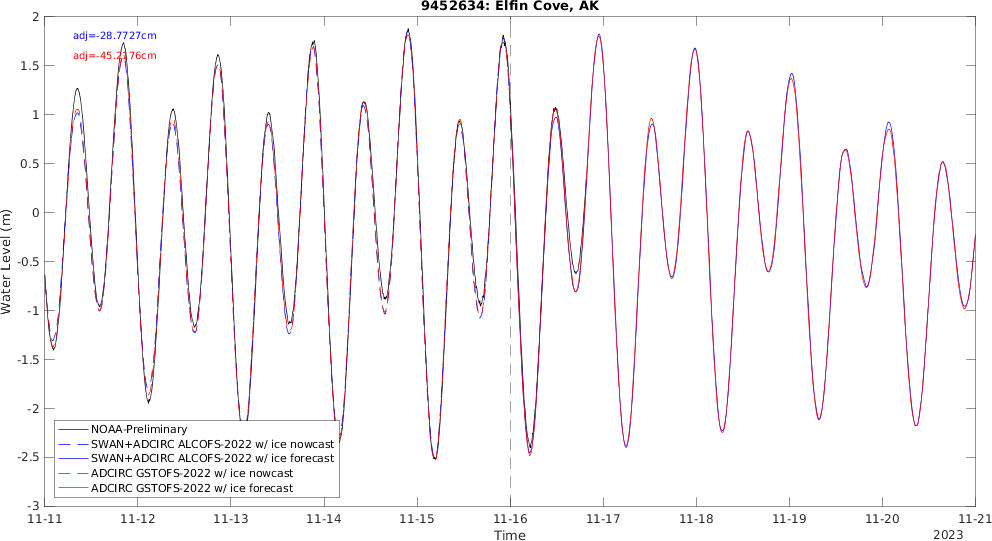 9452634: Elfin Cove, AK
adj=-28.7727cm
adj=-45.2176cm
Water Level (m)
2
1.5
1
0.5
0
-0.5
-1
-1.5
-2
-2.5
-3
NOAA-Preliminary
SWAN+ADCIRC ALCOFS-2022 w/ ice nowcast
SWAN+ADCIRC ALCOFS-2022 w/ ice forecast
ADCIRC GSTOFS-2022 w/ ice nowcast
ADCIRC GSTOFS-2022 w/ ice forecast
11-11 11-12 11-13 11-14 11-15 11-16 11-17 11-18 11-19 11-20 11-21
Time
2023